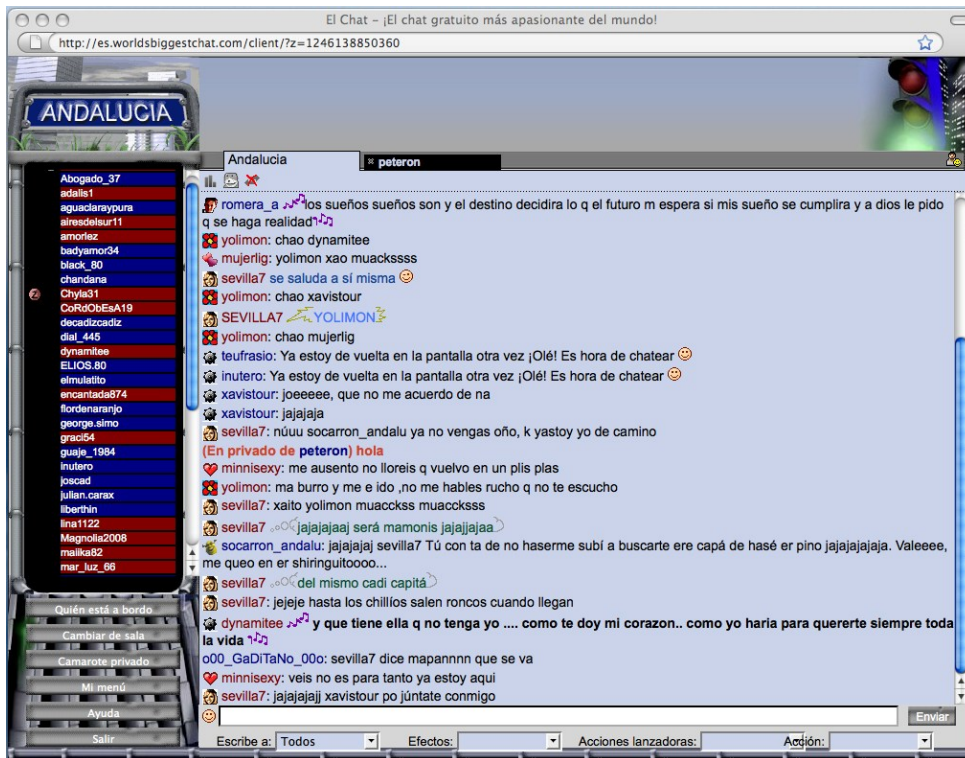 El Chat – ¡El chat gratuito más apasionante del mundo!
http://es.worldsbiggestchat.com/client/?z=1246138850360
ANDALUCIA
Andalucia
peteron
Abogado_37
adalis1
aguaclaraypura
airesdelsur11
amorlez
badyamor34
black_80
chandana
Chyla31
CoRdObEsA19
decadizcadiz
dial_445
dynamitee
ELIOS.80
elmulatito
encantada874
flordenaranjo
george.simo
graci54
guaje_1984
inutero
joscad
julian.carax
liberthin
lina1122
Magnolia2008
malika82
mar_luz_66
Quién está a bordo
Cambiar de sala
Camarote privado
Mi menú
Ayuda
Salir
romera_a los sueños sueños son y el destino decidira lo q el futuro m espera si mis sueño se cumplira y a dios le pido
q se haga realidad
yolimon: chao dynamitee
mujerlig: yolimon xao muackssss
sevilla7 se saluda a sí misma
yolimon: chao xavistour
SEVILLA7 YOLIMON
yolimon: chao mujerlig
teufrasio: Ya estoy de vuelta en la pantalla otra vez ¡Olé! Es hora de chatear
inutero: Ya estoy de vuelta en la pantalla otra vez ¡Olé! Es hora de chatear
xavistour: joeeeee, que no me acuerdo de na
xavistour: jajajaja
sevilla7: núuu socarron_andalu ya no vengas oño, k yastoy yo de camino
(En privado de peteron) hola
minnisexy: me ausento no lloreis q vuelvo en un plis plas
yolimon: ma burro y me e ido ,no me hables rucho q no te escucho
sevilla7: xaito yolimon muacckss muaccksss
sevilla7 jajajajaaj será mamonis jajajjajaa
socarron_andalu: jajajajaj sevilla7 Tú con ta de no haserme subí a buscarte ere capá de hasé er pino jajajajajaja. Valeeee,
me queo en er shiringuitoooo...
sevilla7 del mismo cadi capitá
sevilla7: jejeje hasta los chillíos salen roncos cuando llegan
dynamitee y que tiene ella q no tenga yo .... como te doy mi corazon.. como yo haria para quererte siempre toda
la vida
o00_GaDiTaNo_00o: sevilla7 dice mapannnn que se va
minnisexy: veis no es para tanto ya estoy aqui
sevilla7: jajajajajj xavistour po júntate conmigo
Enviar
Escribe a: Todos Efectos: Acciones lanzadoras: Acción: